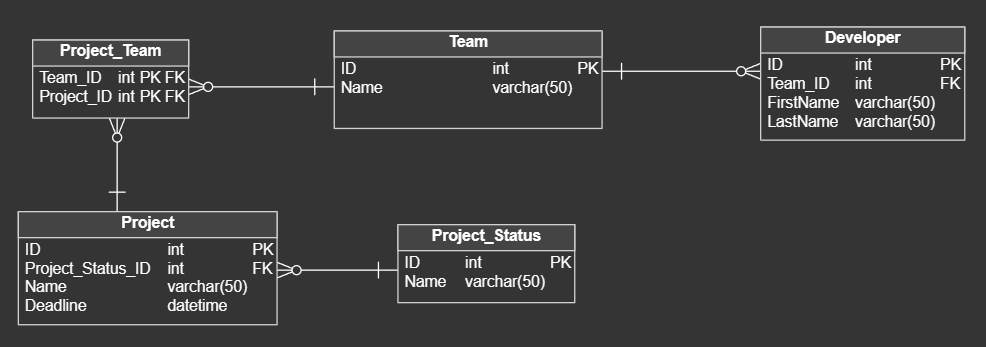 Project_Team
Team_ID int PK FK
Project_ID int PK FK
Team
ID int PK
Name varchar(50)
Developer
ID int PK
Team_ID int FK
FirstName varchar(50)
LastName varchar(50)
Project
ID int PK
Project_Status_ID int FK
Name varchar(50)
Deadline datetime
Project_Status
ID int PK
Name varchar(50)